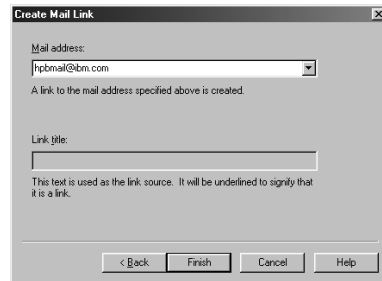 Create Mail Link
Mail address:
hpbmail@ibm.com
A link to the mail address specified above is created.
Link title:
This text is used as the link source. It will be underlined to signify that
it is a link.
< Back Finish Cancel Help